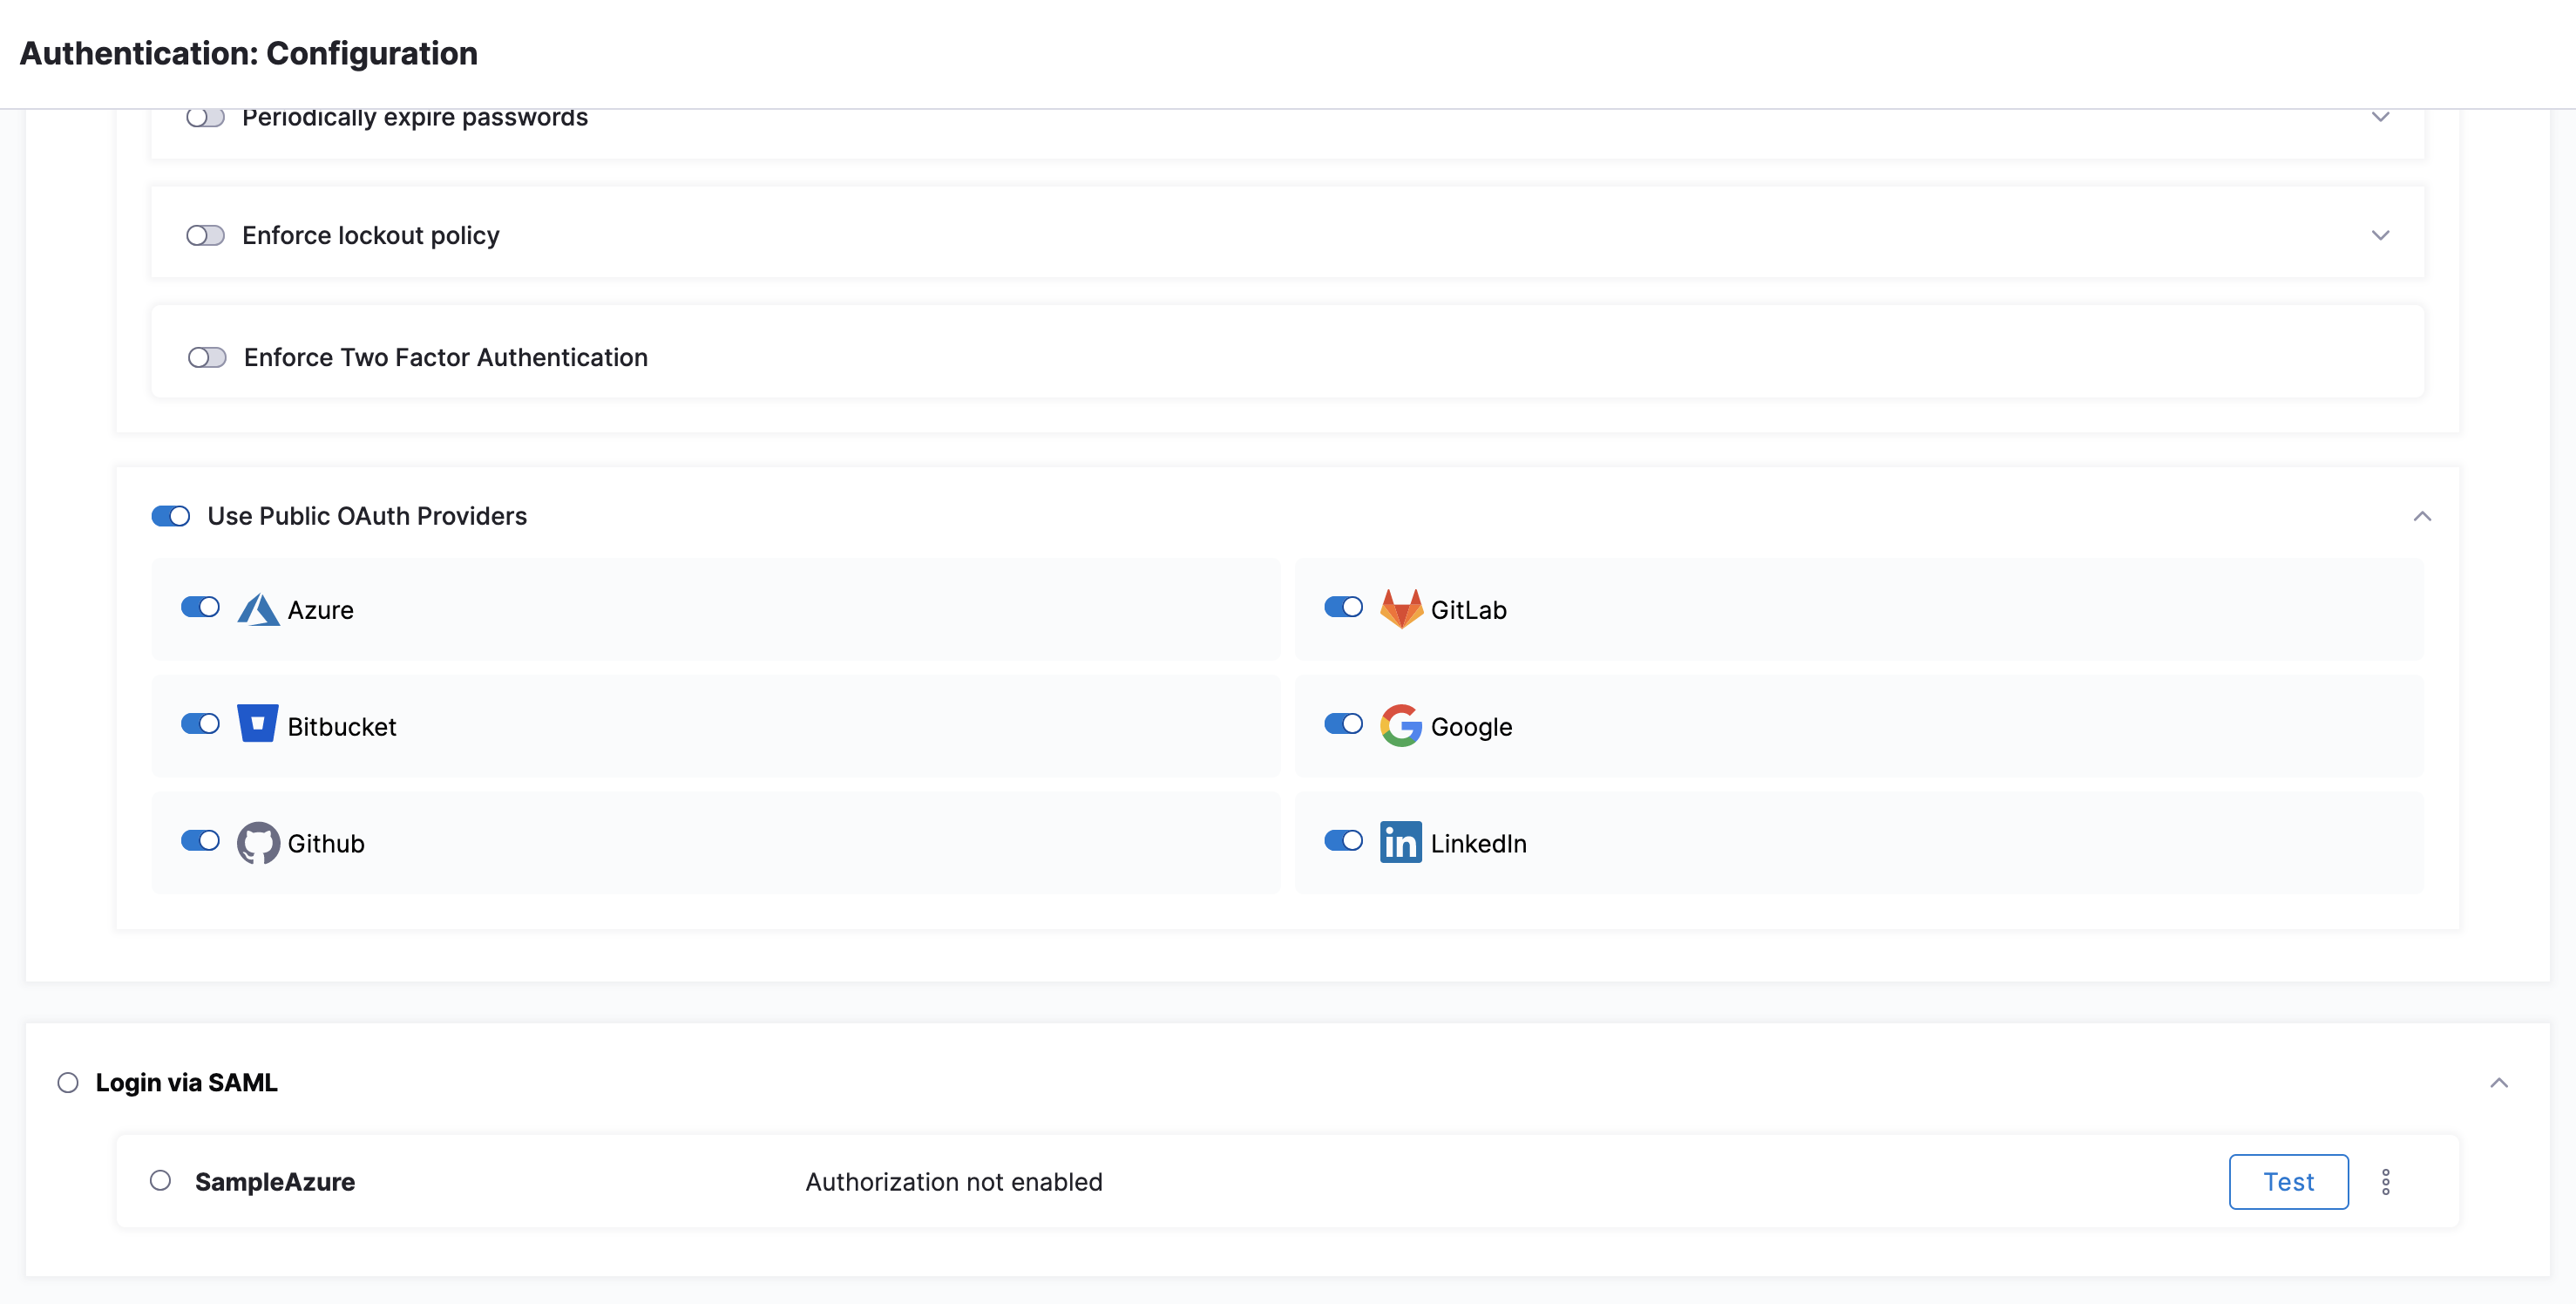 Authentication: Configuration
Periodically expire passwords
Enforce lockout policy
Enforce Two Factor Authentication
Use Public OAuth Providers
Azure
GitLab
Bitbucket
Google
Github
LinkedIn
Login via SAML
SampleAzure
Authorization not enabled
Test